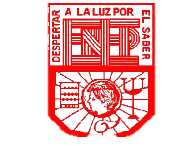 DESPERTAR
A LA LUZ POR
EL SABER
ENP